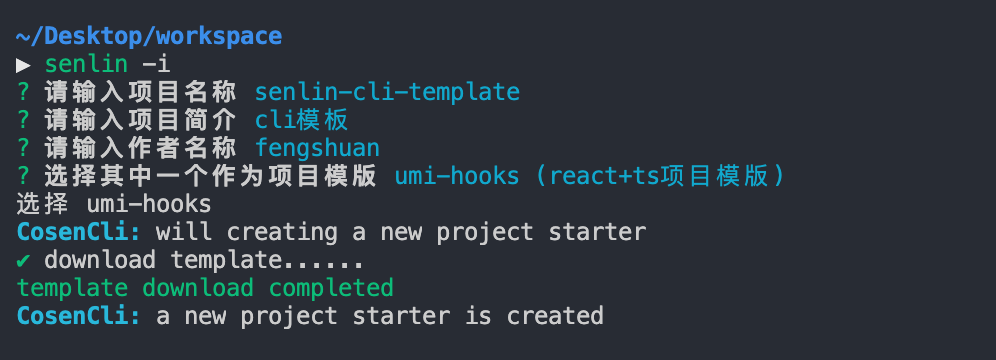 ~/Desktop/workspace
▶ senlin -i
? 请输入项目名称 senlin-cli-template
? 请输入项目简介 cli模板
? 请输入作者名称 fengshuan
? 选择其中一个作为项目模版 umi-hooks (react+ts项目模版)
选择 umi-hooks
CosenCli: will creating a new project starter
✔ download template......
template download completed
CosenCli: a new project starter is created